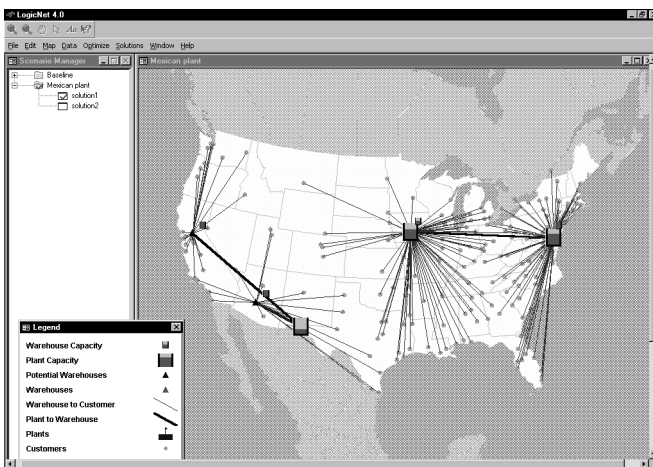 LogicNet 4.0
File Edit Map Data Optimize Solutions Window Help
Scenario Manager
Baseline
Mexican plant
solution1
solution2
Mexican plant
Legend
Warehouse Capacity
Plant Capacity
Potential Warehouses
Warehouses
Warehouse to Customer
Plant to Warehouse
Plants
Customers